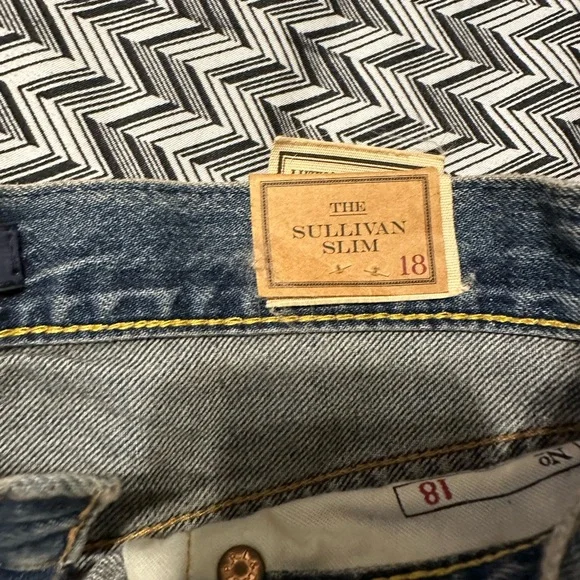 THE
SULLIVAN
SLIM
18
No
18